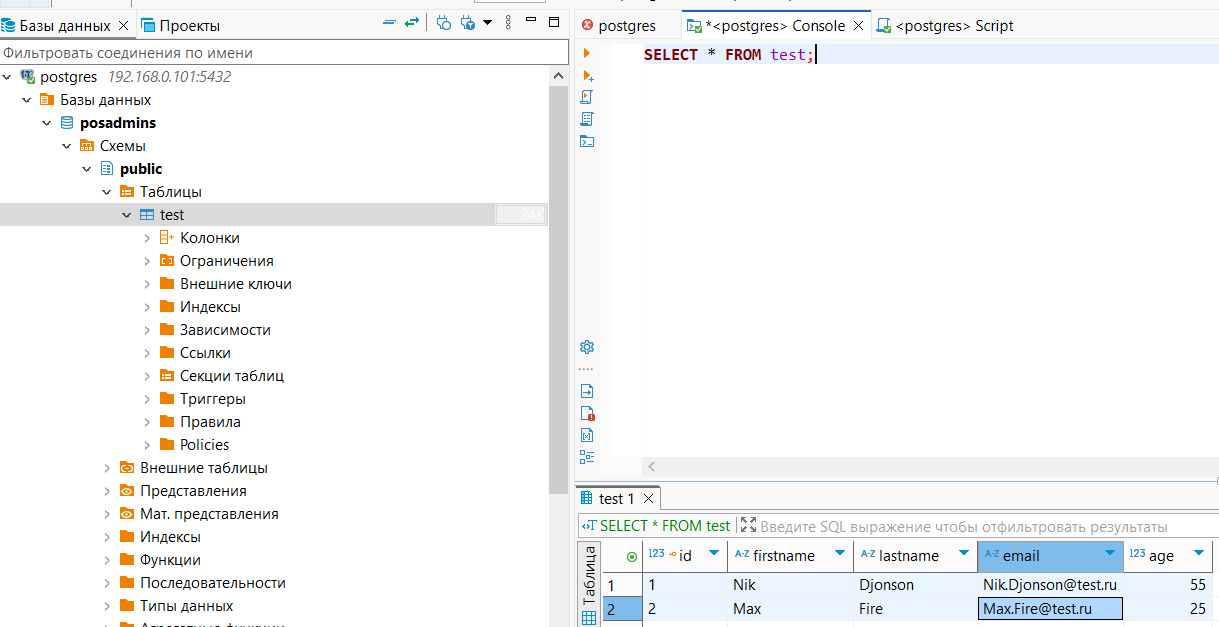 Базы данных
Проекты
Фильтровать соединения по имени
postgres 192.168.0.101:5432
Базы данных
posadmins
Схемы
public
Таблицы
test 24K
Колонки
Ограничения
Внешние ключи
Индексы
Зависимости
Ссылки
Секции таблиц
Триггеры
Правила
Policies
Внешние таблицы
Представления
Мат. представления
Индексы
Функции
Последовательности
Типы данных
Агрегатные функции
postgres
*<postgres> Console
<postgres> Script
SELECT * FROM test;
test 1
SELECT * FROM test Введите SQL выражение чтобы отфильтровать результаты
Таблица
123 id A-Z firstname A-Z lastname A-Z email 123 age
1 1 Nik Djonson Nik.Djonson@test.ru 55
2 2 Max Fire Max.Fire@test.ru 25